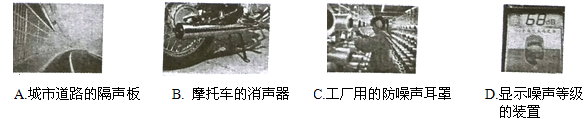 68 dB
A.城市道路的隔声板
B. 摩托车的消声器
C.工厂用的防噪声耳罩
D.显示噪声等级
的装置